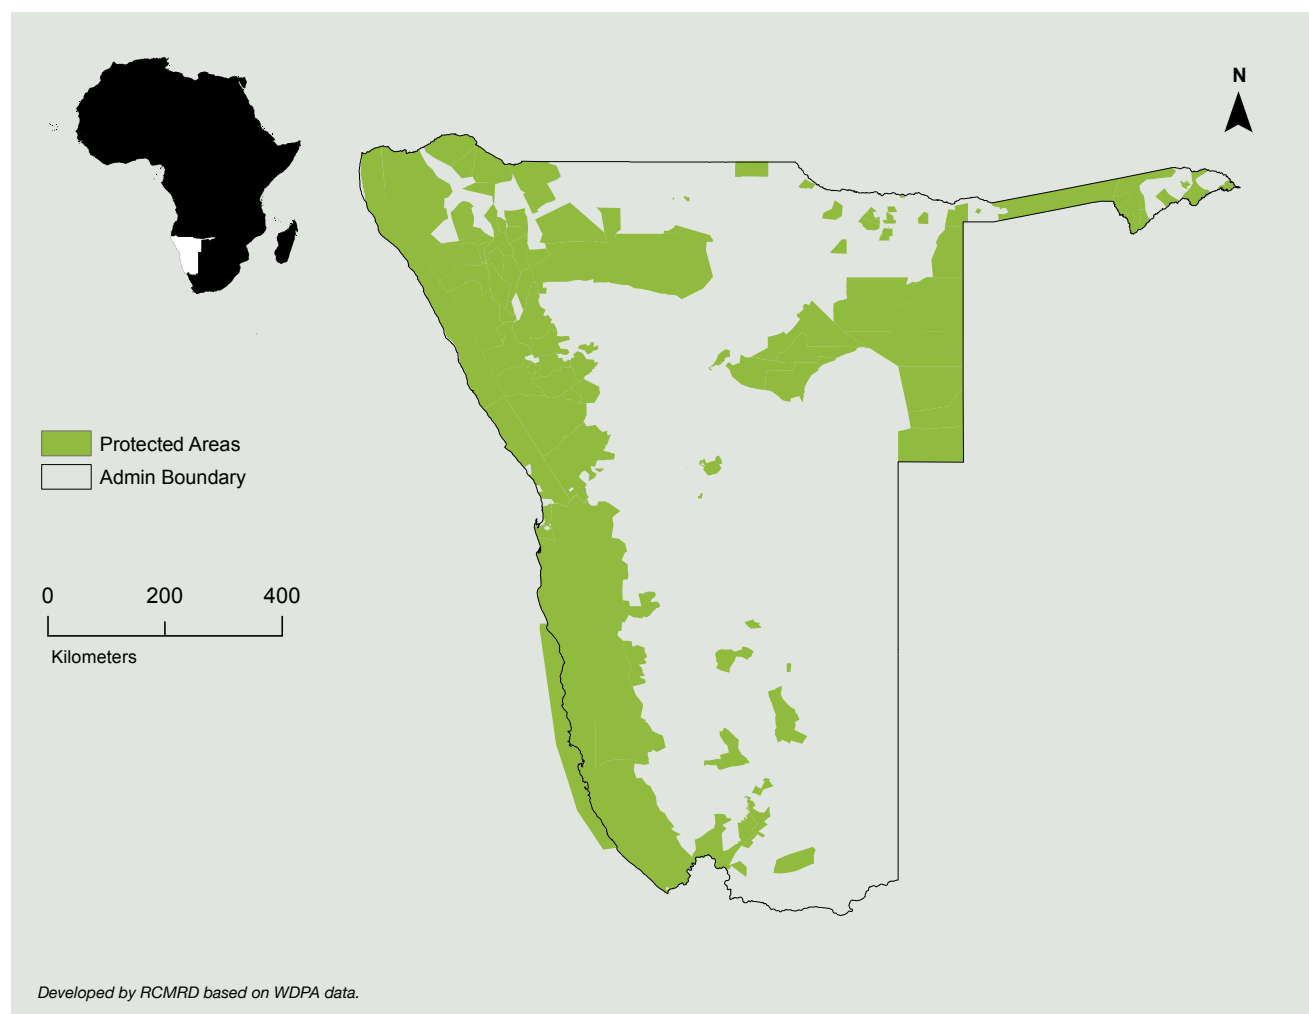 N
Protected Areas
Admin Boundary
0 200 400
Kilometers
Developed by RCMRD based on WDPA data.